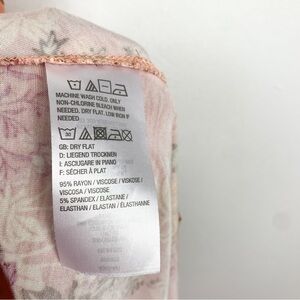 MACHINE WASH COLD, ONLY
NON-CHLORINE BLEACH WHEN
NEEDED, DRY FLAT, LOW IRON IF
NEEDED
GB: DRY FLAT
D: LIEGEND TROCKNEN
I: ASCIUGARE IN PIANO
F: SÉCHER À PLAT
95% RAYON / VISCOSE / VISKOSE /
VISCOSA / VISCOSE
5% SPANDEX / ELASTANE /
ELASTHAN / ELASTAN / ÉLASTHANNE